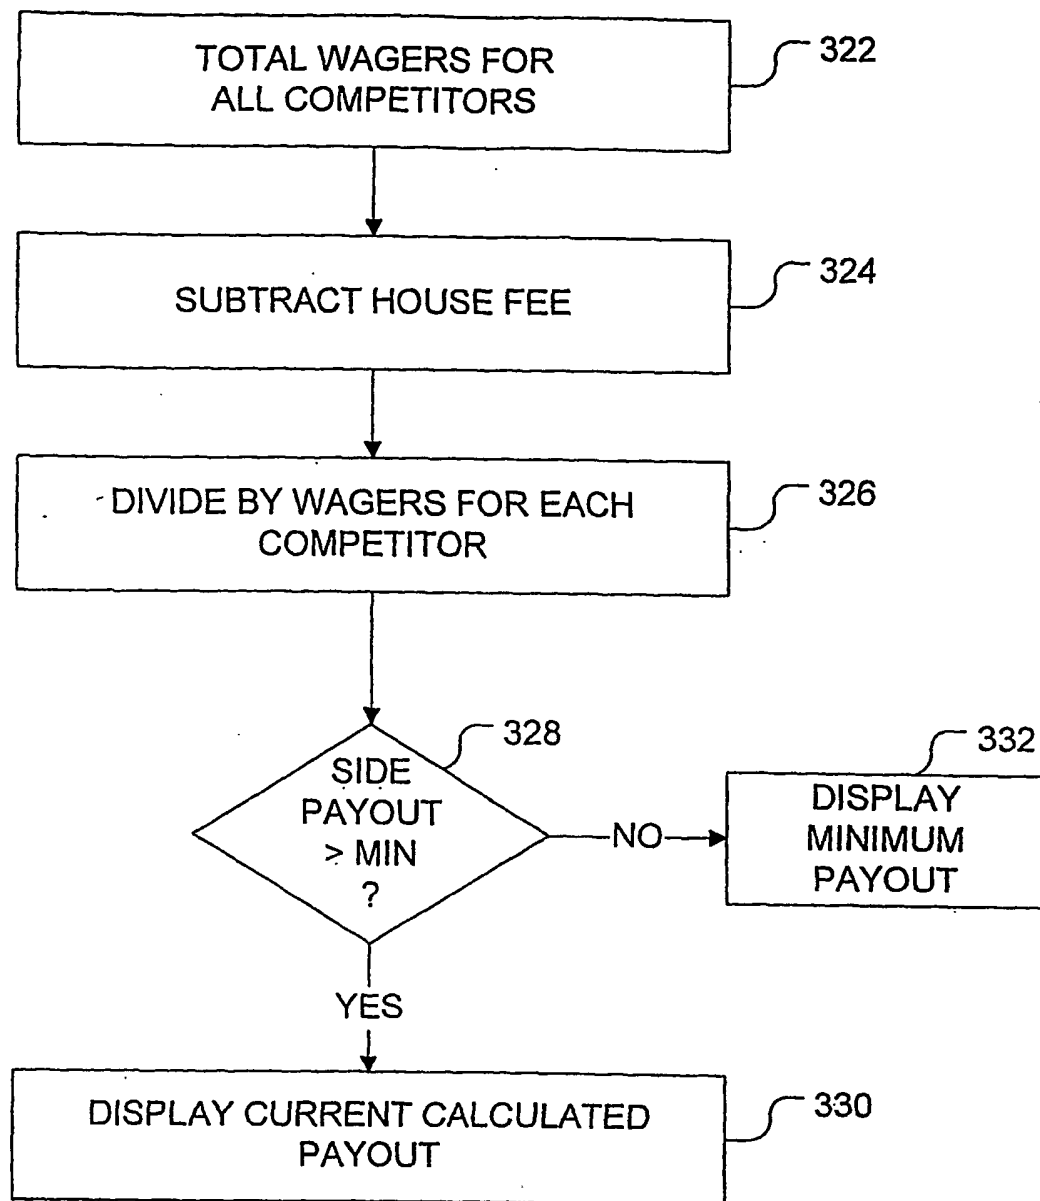 TOTAL WAGERS FOR
ALL COMPETITORS
322
SUBTRACT HOUSE FEE
324
DIVIDE BY WAGERS FOR EACH
COMPETITOR
326
SIDE
PAYOUT
> MIN
?
328
NO
DISPLAY
MINIMUM
PAYOUT
332
YES
DISPLAY CURRENT CALCULATED
PAYOUT
330